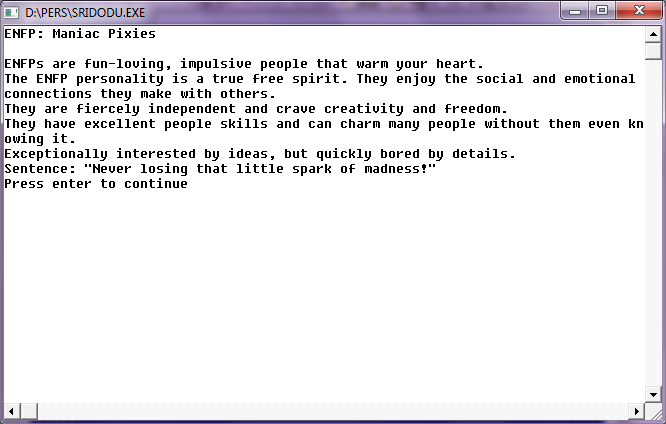 D:\PERS\SRIDODU.EXE
ENFP: Maniac Pixies
ENFPs are fun-loving, impulsive people that warm your heart.
The ENFP personality is a true free spirit. They enjoy the social and emotional
connections they make with others.
They are fiercely independent and crave creativity and freedom.
They have excellent people skills and can charm many people without them even kn
owing it.
Exceptionally interested by ideas, but quickly bored by details.
Sentence: "Never losing that little spark of madness!"
Press enter to continue